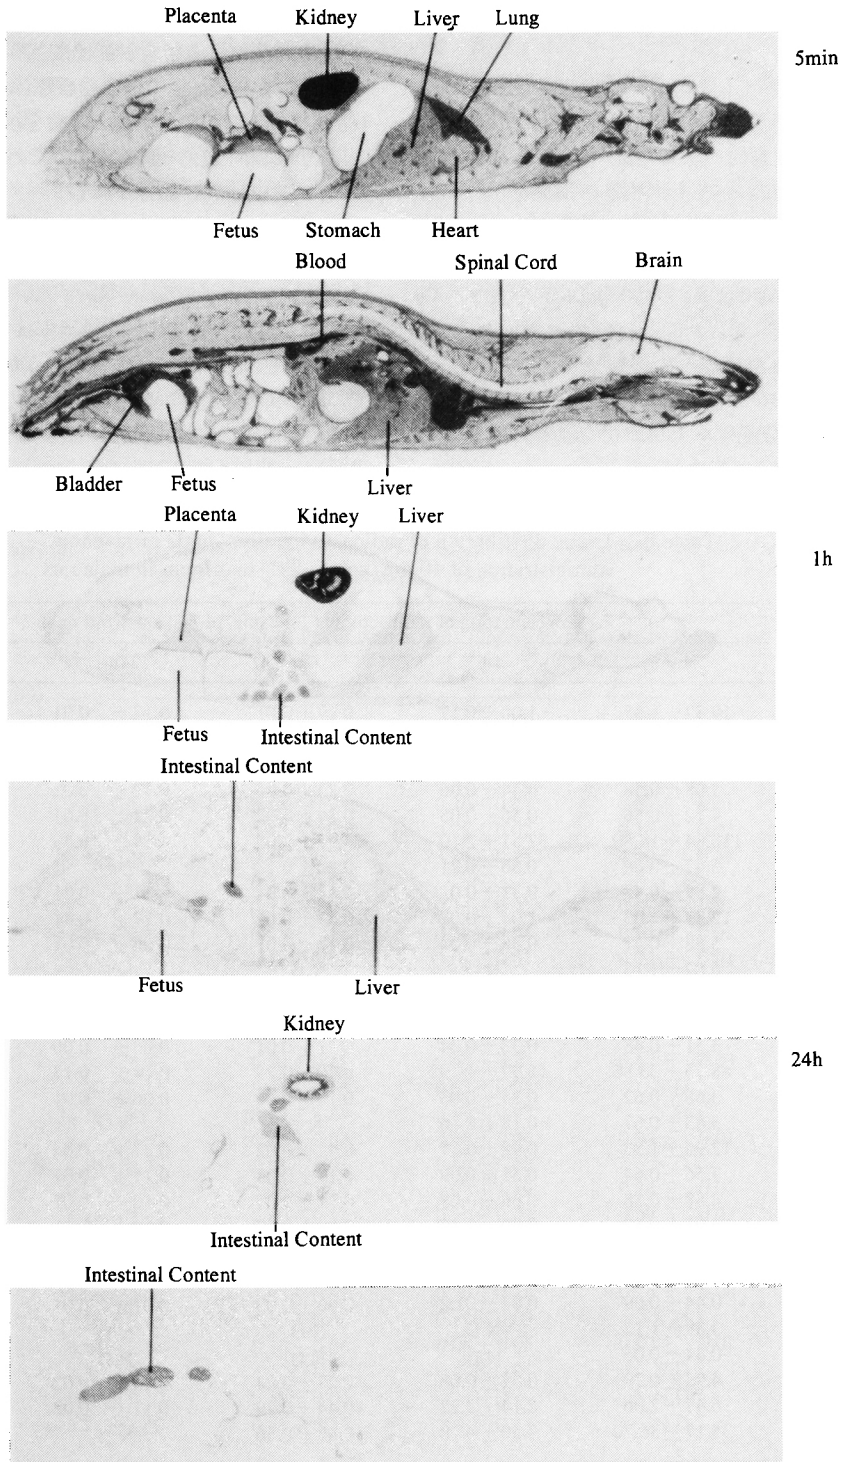 Placenta Kidney Liver Lung
5min
Fetus Stomach Heart
Blood Spinal Cord Brain
Bladder Fetus Liver
Placenta Kidney Liver
1h
Fetus Intestinal Content
Intestinal Content
Fetus Liver
Kidney
24h
Intestinal Content
Intestinal Content